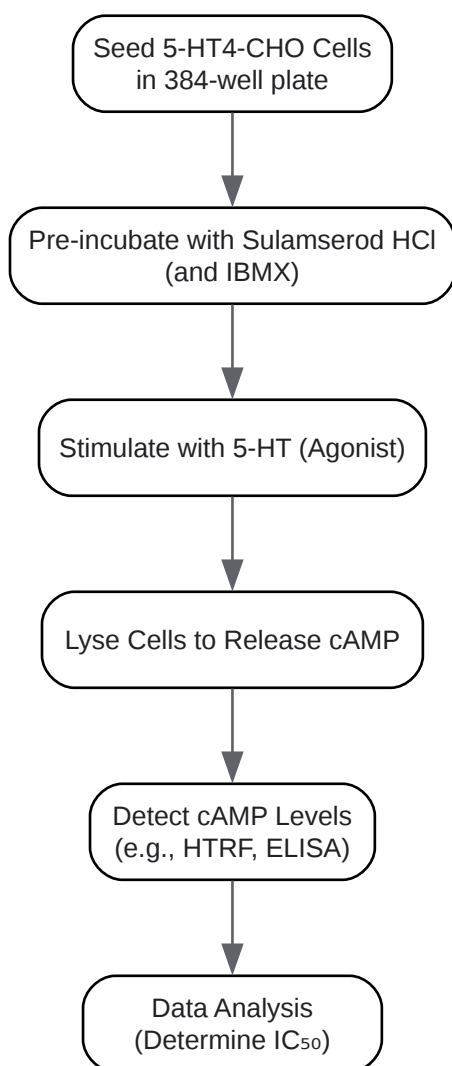 Seed 5-HT4-CHO Cells
in 384-well plate
Pre-incubate with Sulamserod HCl
(and IBMX)
Stimulate with 5-HT (Agonist)
Lyse Cells to Release cAMP
Detect cAMP Levels
(e.g., HTRF, ELISA)
Data Analysis
(Determine IC₅₀)